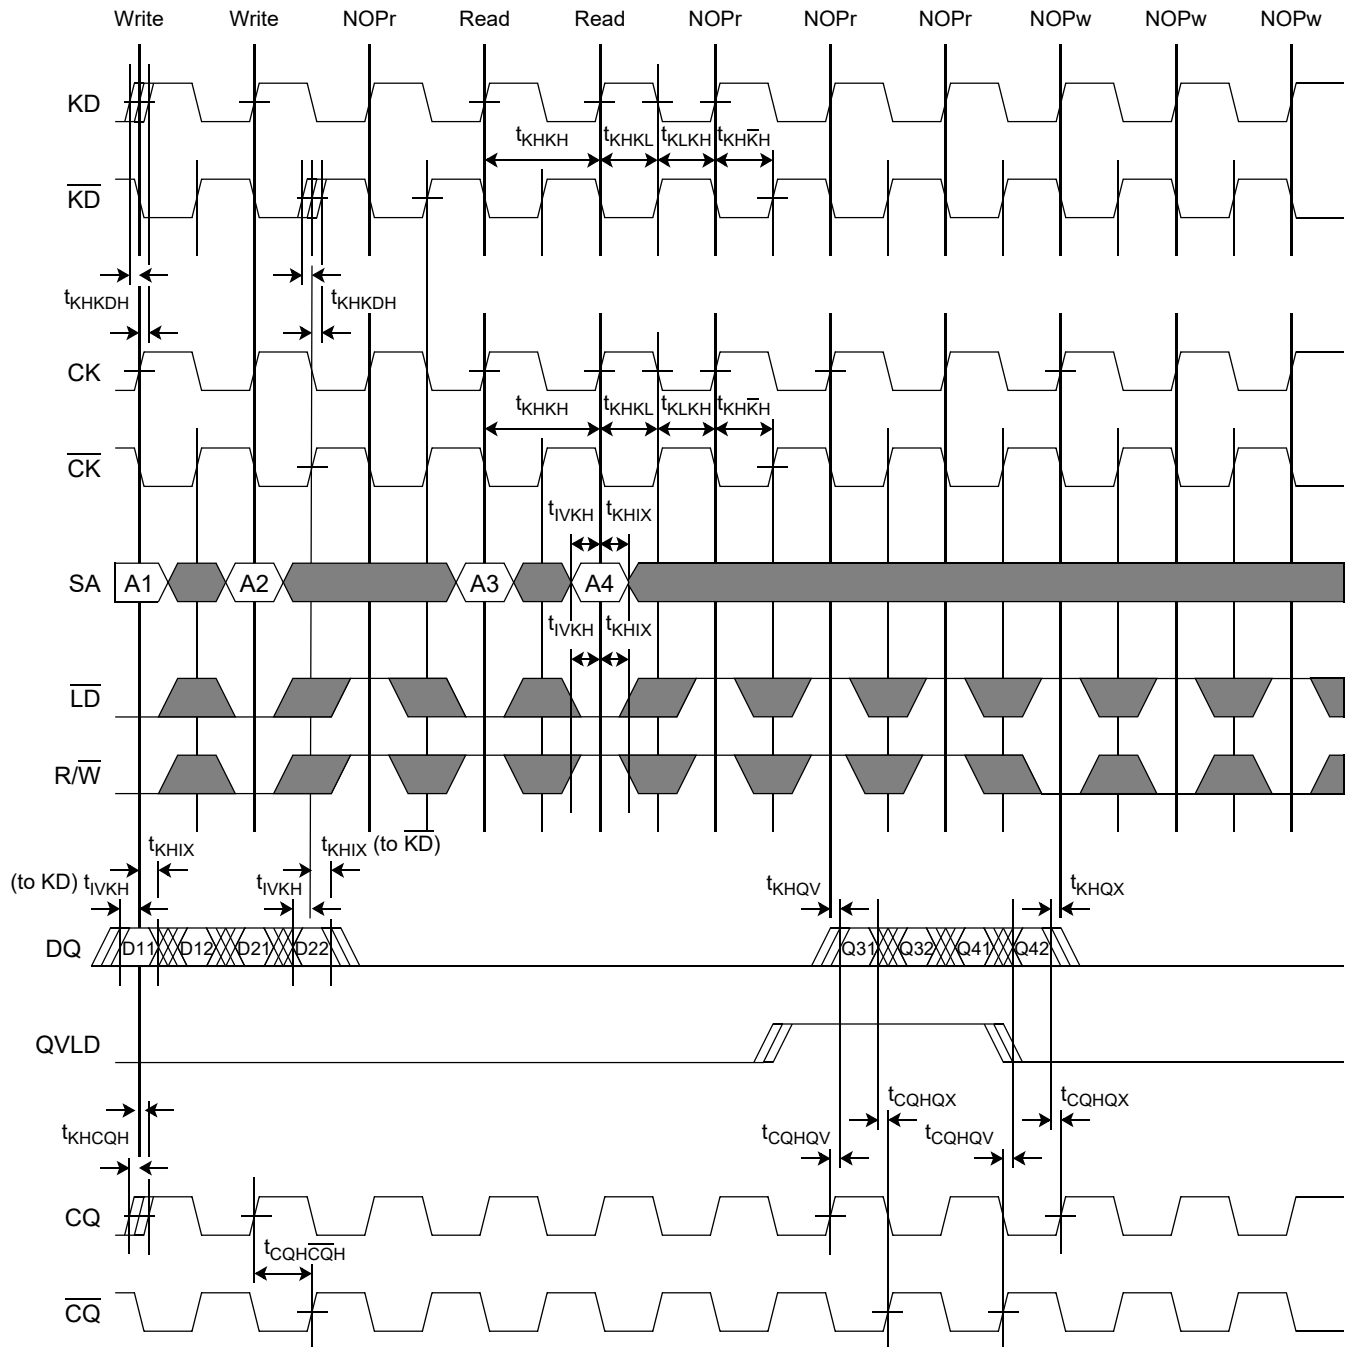 Write Write NOPr Read Read NOPr NOPr NOPr NOPw NOPw NOPw
KD
tKHKH tKHKL tKLKH tKHK̅H
K̅D̅
tKHKDH tKHKDH
CK
tKHKH tKHKL tKLKH tKHK̅H
C̅K̅
tIVKH tKHIX
SA A1 A2 A3 A4
tIVKH tKHIX
L̅D̅
R/W̅
tKHIX tKHIX (to K̅D̅)
(to KD) tIVKH tIVKH tKHQV tKHQX
DQ D11 D12 D21 D22 Q31 Q32 Q41 Q42
QVLD
tCQHQX tCQHQX
tKHCQH tCQHQV tCQHQV
CQ
tCQHC̅Q̅H
C̅Q̅